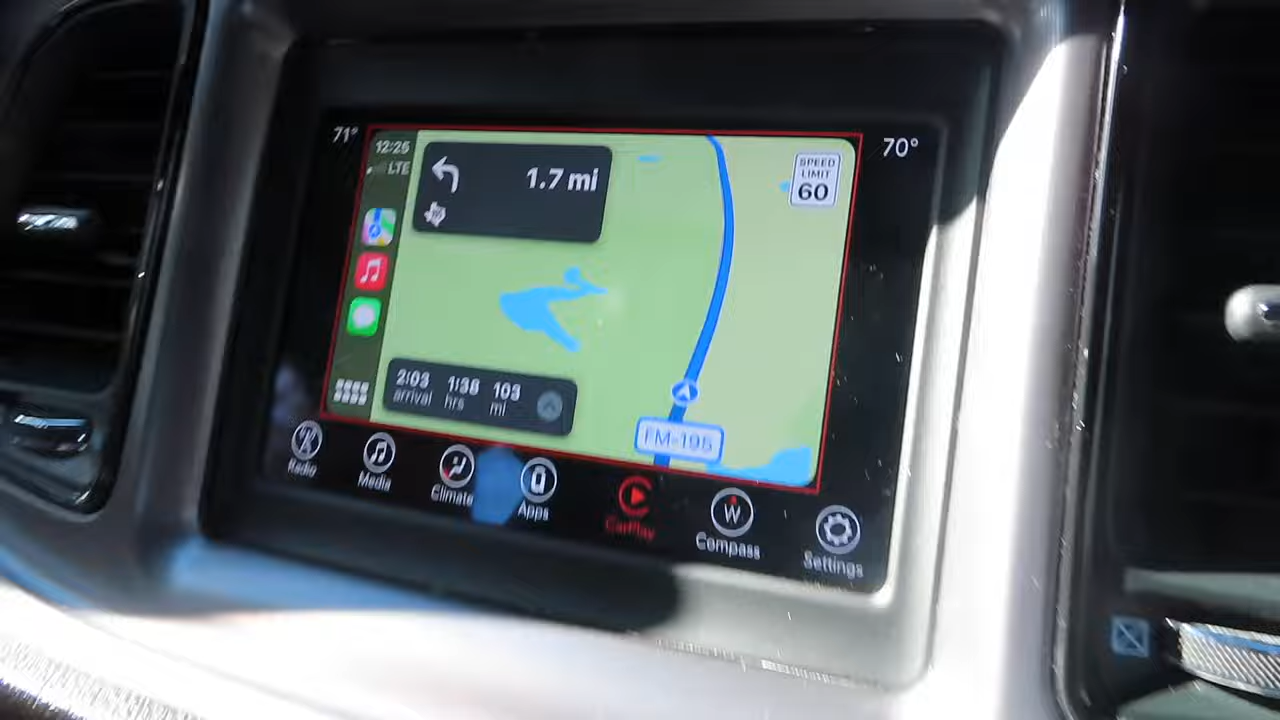 71°
12:25
LTE
1.7 mi
SPEED
LIMIT
60
70°
2:03 1:38 103
arrival hrs mi
FM-195
Radio
Media
Climate
Apps
CarPlay
W
Compass
Settings